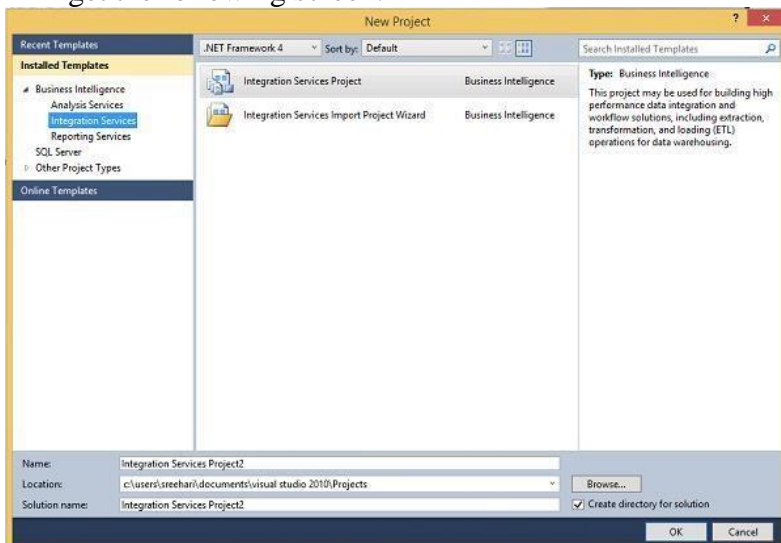 New Project
?
Recent Templates
.NET Framework 4
Sort by: Default
Search Installed Templates
Installed Templates
Business Intelligence
Analysis Services
Integration Services
Reporting Services
SQL Server
Other Project Types
Online Templates
Integration Services Project
Business Intelligence
Integration Services Import Project Wizard
Business Intelligence
Type: Business Intelligence
This project may be used for building high
performance data integration and
workflow solutions, including extraction,
transformation, and loading (ETL)
operations for data warehousing.
Name:
Integration Services Project2
Location:
c:\users\sreehari\documents\visual studio 2010\Projects
Browse...
Solution name:
Integration Services Project2
Create directory for solution
OK
Cancel